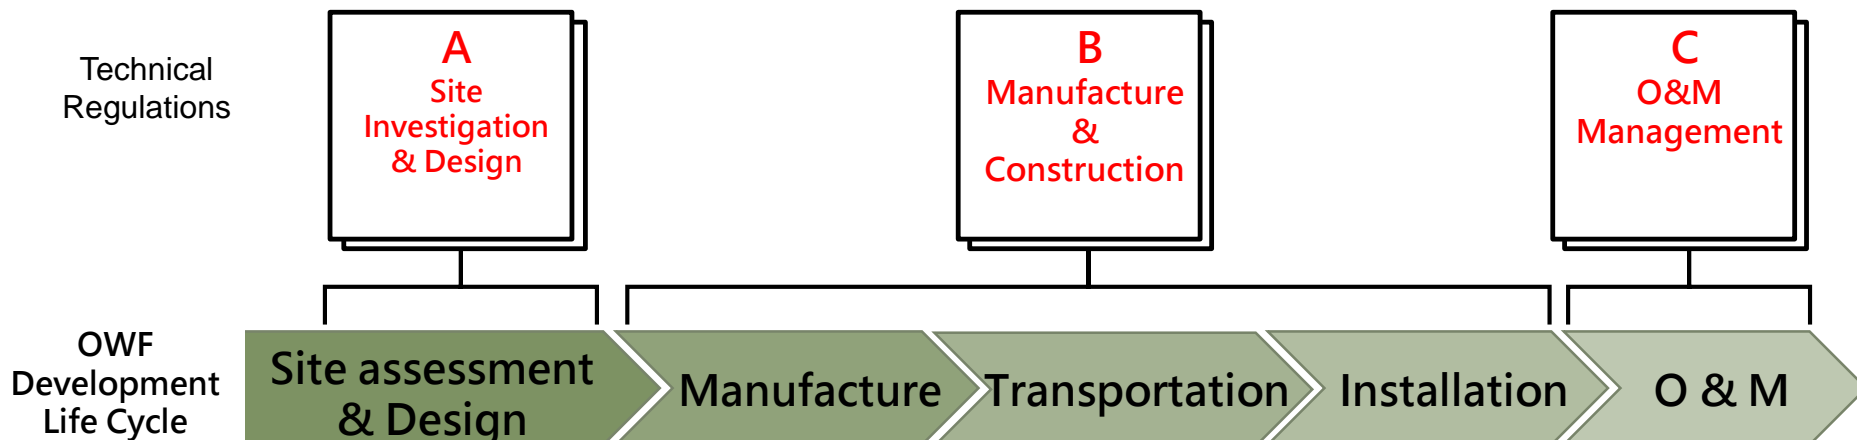 Technical
Regulations
A
Site
Investigation
& Design
B
Manufacture
&
Construction
C
O&M
Management
OWF
Development
Life Cycle
Site assessment
& Design
Manufacture
Transportation
Installation
O & M